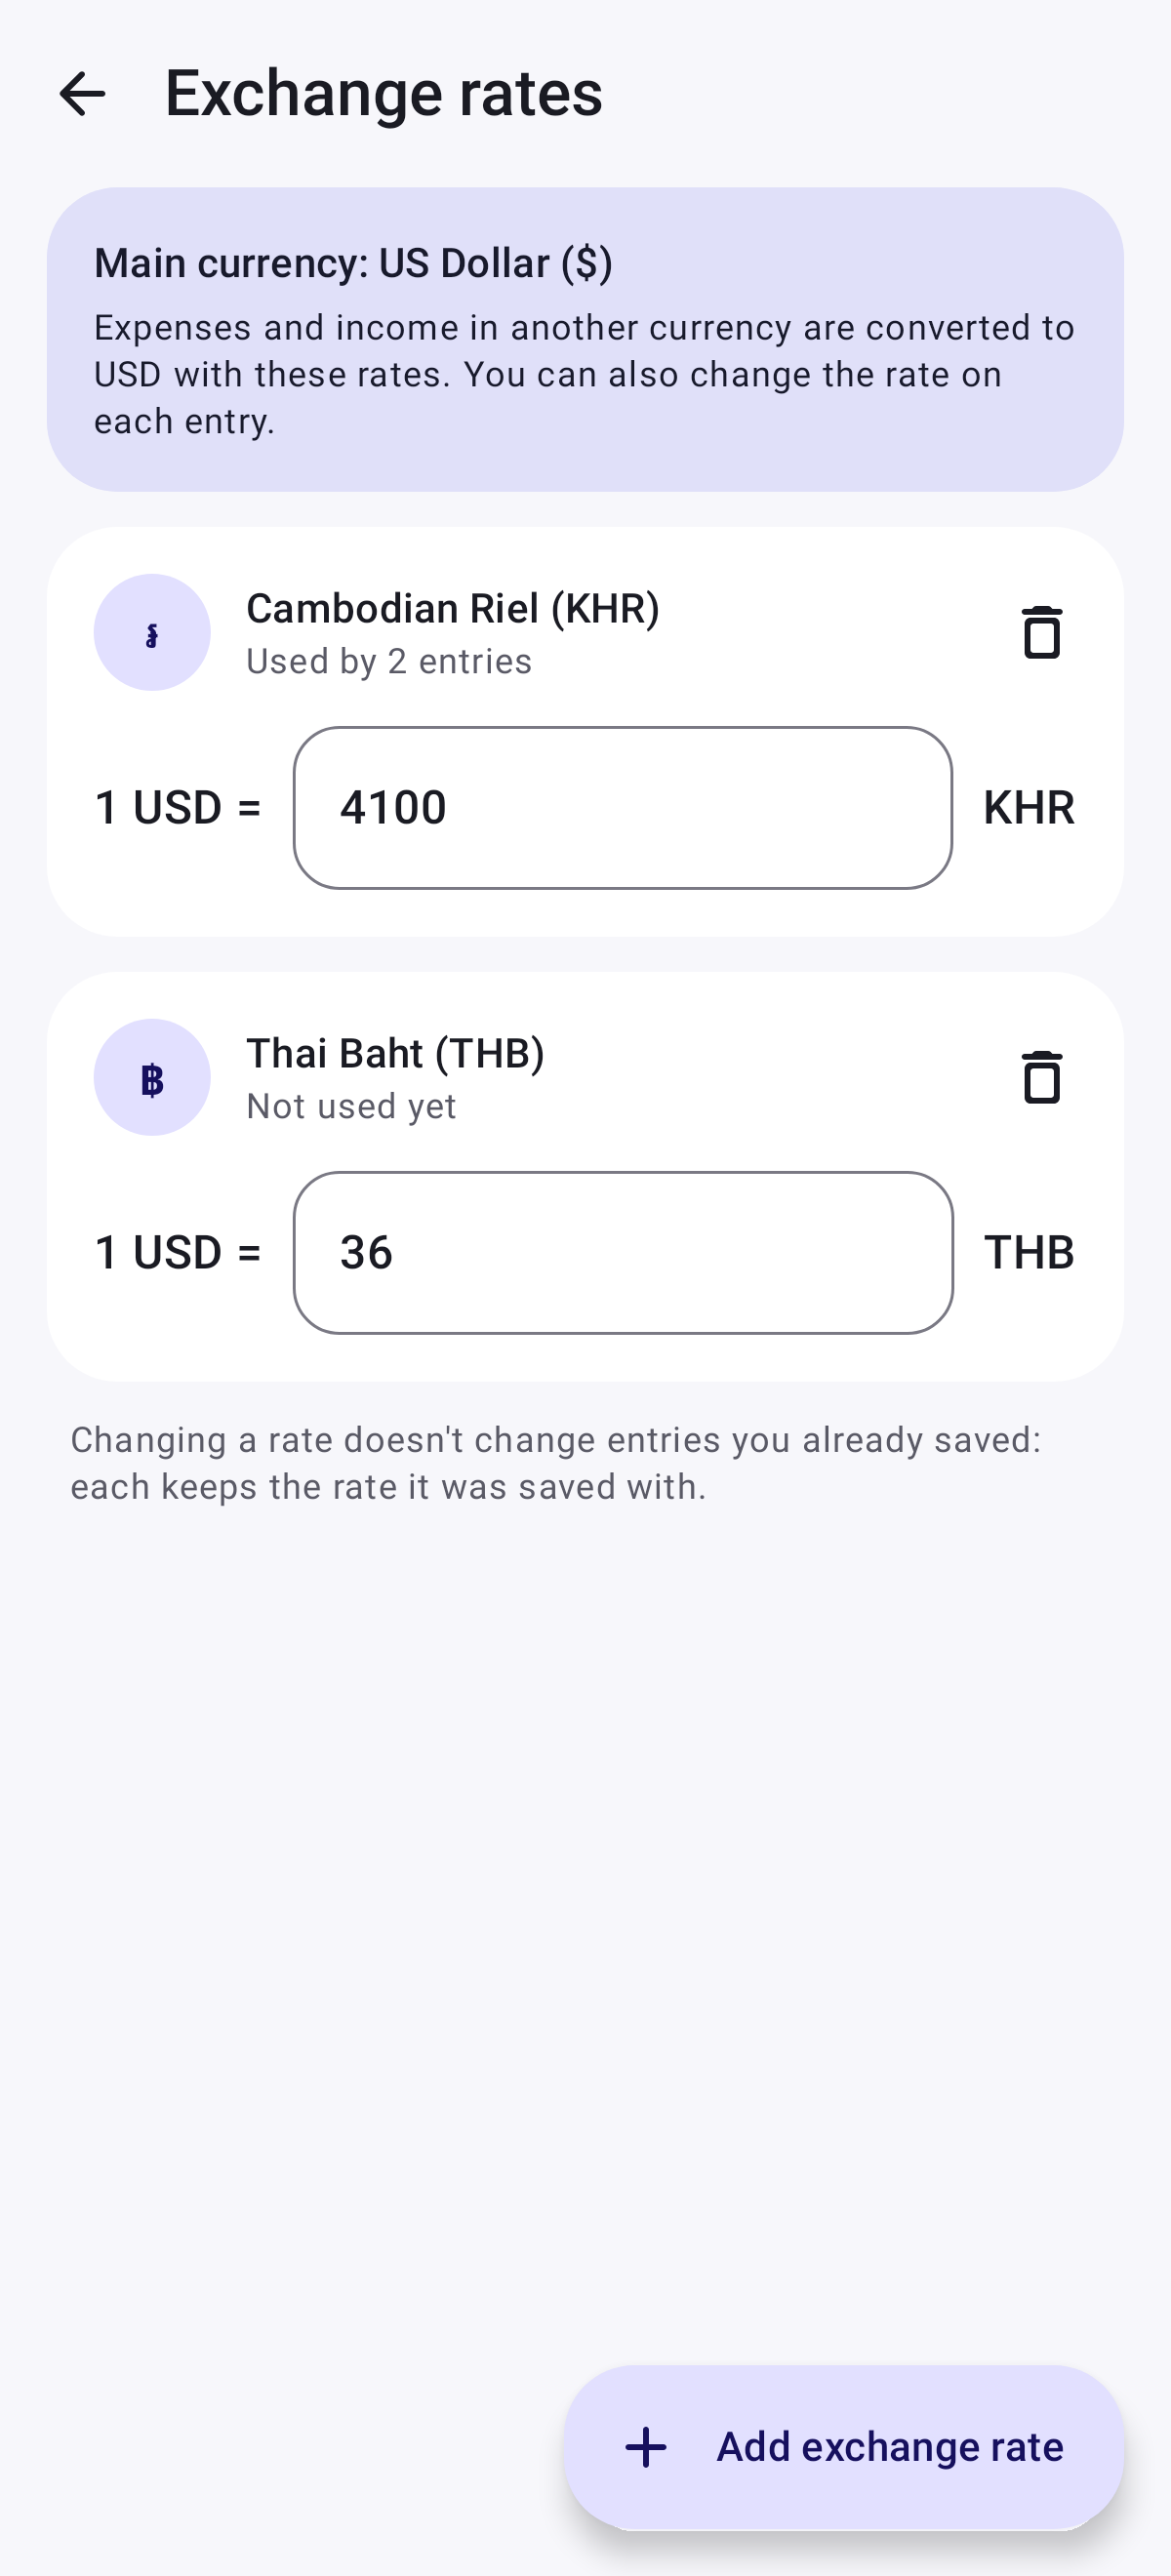 Exchange rates
Main currency: US Dollar ($)
Expenses and income in another currency are converted to
USD with these rates. You can also change the rate on
each entry.
៛
Cambodian Riel (KHR)
Used by 2 entries
1 USD =
4100
KHR
฿
Thai Baht (THB)
Not used yet
1 USD =
36
THB
Changing a rate doesn't change entries you already saved:
each keeps the rate it was saved with.
Add exchange rate